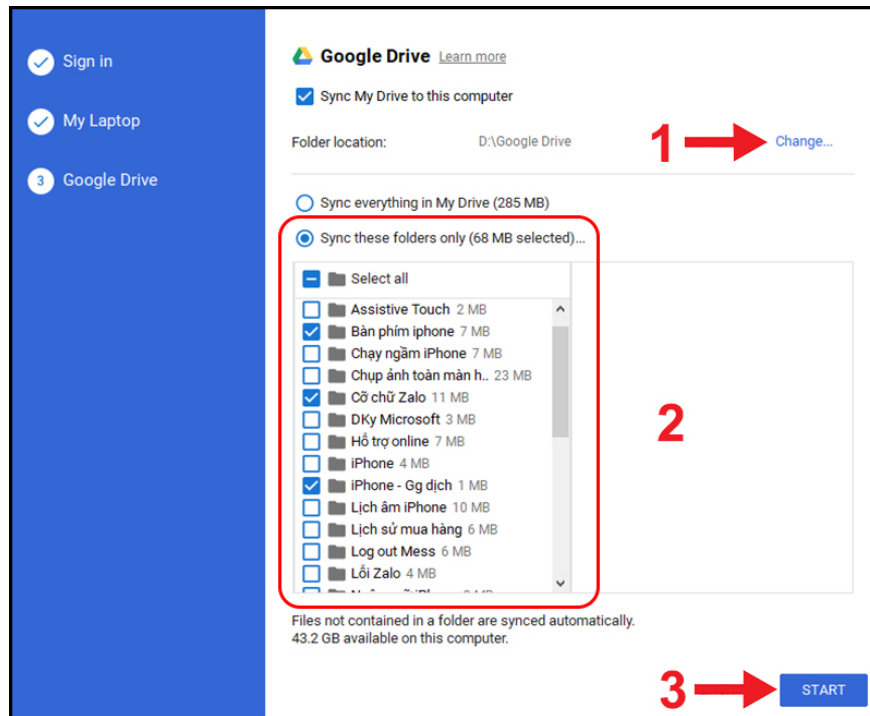 Sign in
My Laptop
3 Google Drive
Google Drive Learn more
Sync My Drive to this computer
Folder location: D:\Google Drive 1 Change...
Sync everything in My Drive (285 MB)
Sync these folders only (68 MB selected)...
Select all
Assistive Touch 2 MB
Bàn phím iphone 7 MB
Chạy ngầm iPhone 7 MB
Chụp ảnh toàn màn h.. 23 MB
Cỡ chữ Zalo 11 MB
2
DKy Microsoft 3 MB
Hỗ trợ online 7 MB
iPhone 4 MB
iPhone - Gg dịch 1 MB
Lịch âm iPhone 10 MB
Lịch sử mua hàng 6 MB
Log out Mess 6 MB
Lỗi Zalo 4 MB
Files not contained in a folder are synced automatically.
43.2 GB available on this computer.
3 START